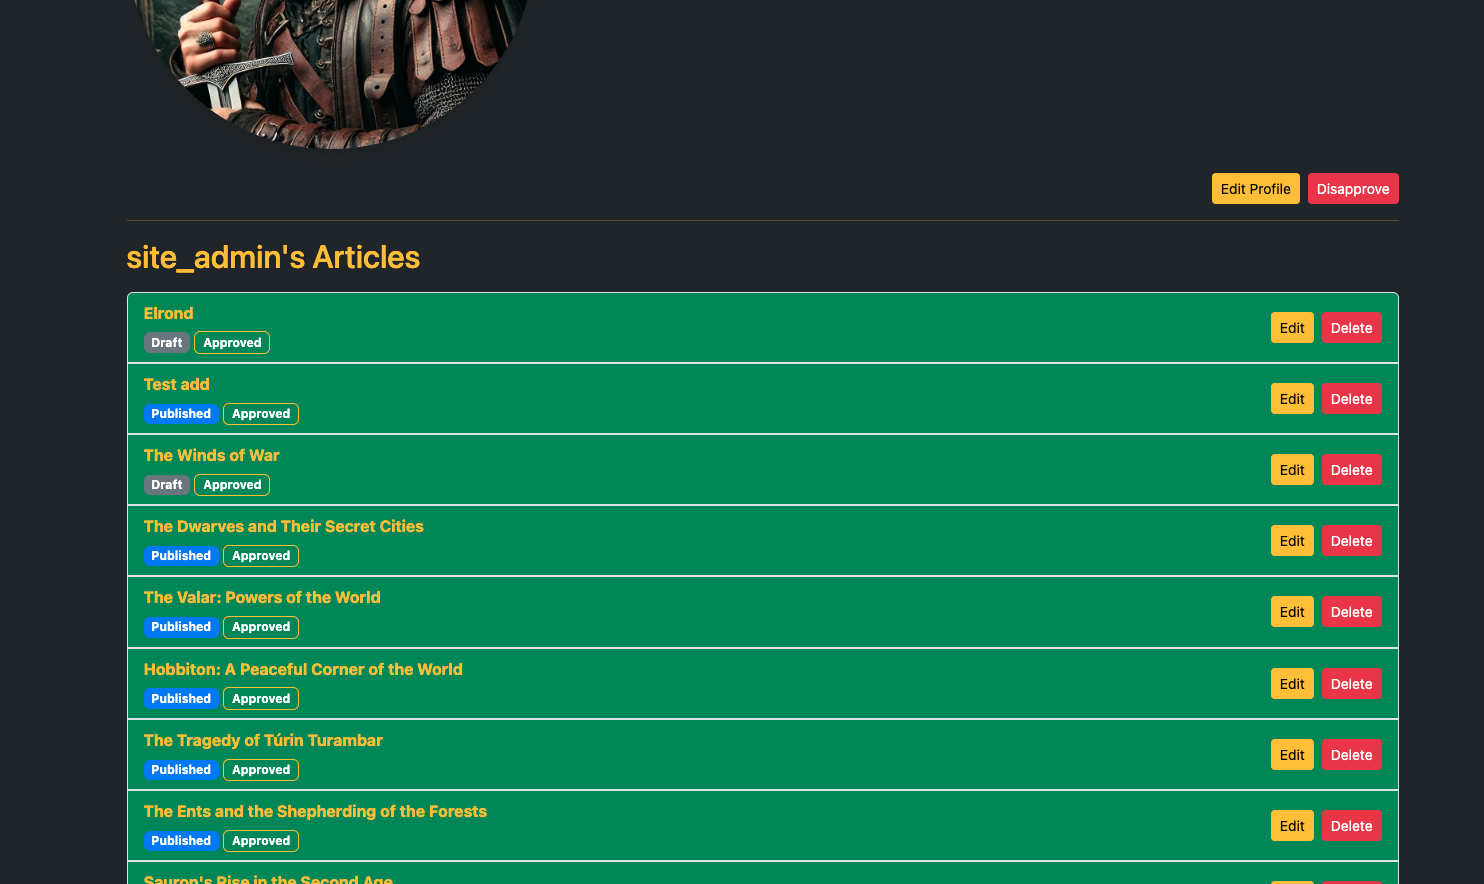 Edit Profile Disapprove
site_admin's Articles
Elrond
Draft Approved
Edit Delete
Test add
Published Approved
Edit Delete
The Winds of War
Draft Approved
Edit Delete
The Dwarves and Their Secret Cities
Published Approved
Edit Delete
The Valar: Powers of the World
Published Approved
Edit Delete
Hobbiton: A Peaceful Corner of the World
Published Approved
Edit Delete
The Tragedy of Túrin Turambar
Published Approved
Edit Delete
The Ents and the Shepherding of the Forests
Published Approved
Edit Delete
Sauron's Rise in the Second Age